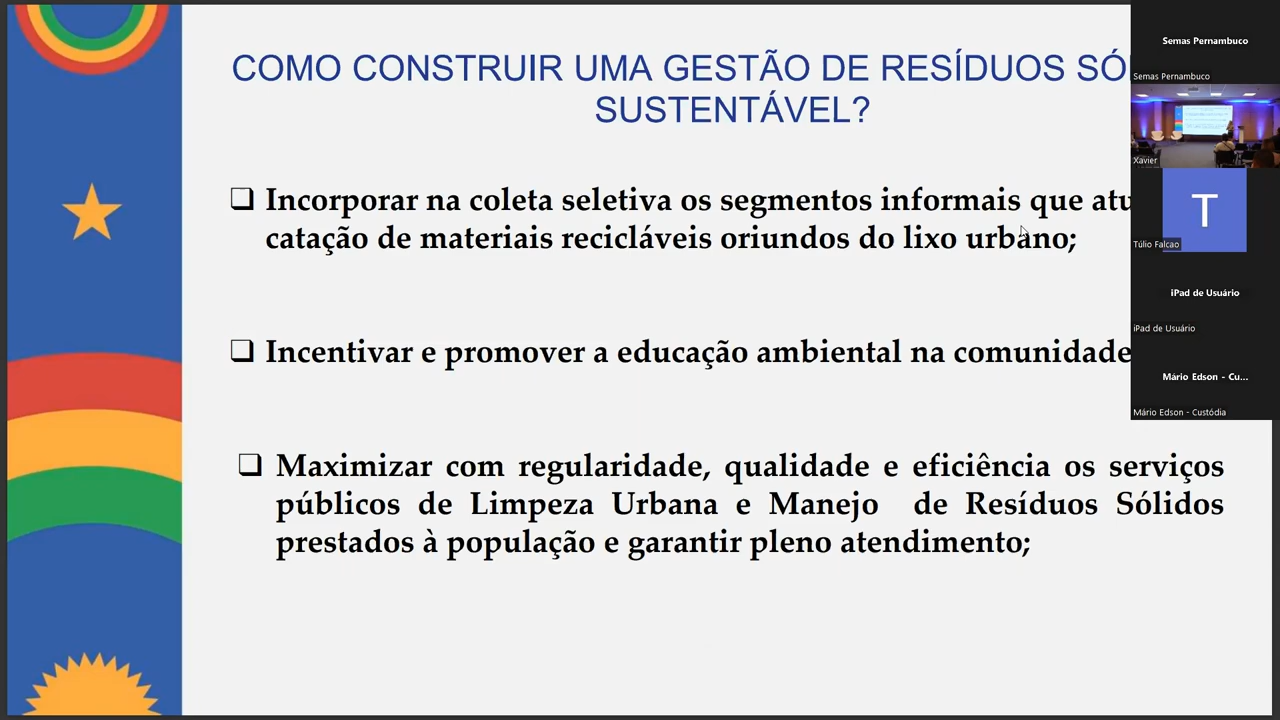 COMO CONSTRUIR UMA GESTÃO DE RESÍDUOS
SUSTENTÁVEL?
❑ Incorporar na coleta seletiva os segmentos informais que
catação de materiais recicláveis oriundos do lixo urbano;
❑ Incentivar e promover a educação ambiental na comunidade
❑ Maximizar com regularidade, qualidade e eficiência os serviços
públicos de Limpeza Urbana e Manejo de Resíduos Sólidos
prestados à população e garantir pleno atendimento;
Semas Pernambuco
Semas Pernambuco
Xavier
T
Túlio Falcao
iPad de Usuário
iPad de Usuário
Mário Edson - Cu...
Mário Edson - Custódia